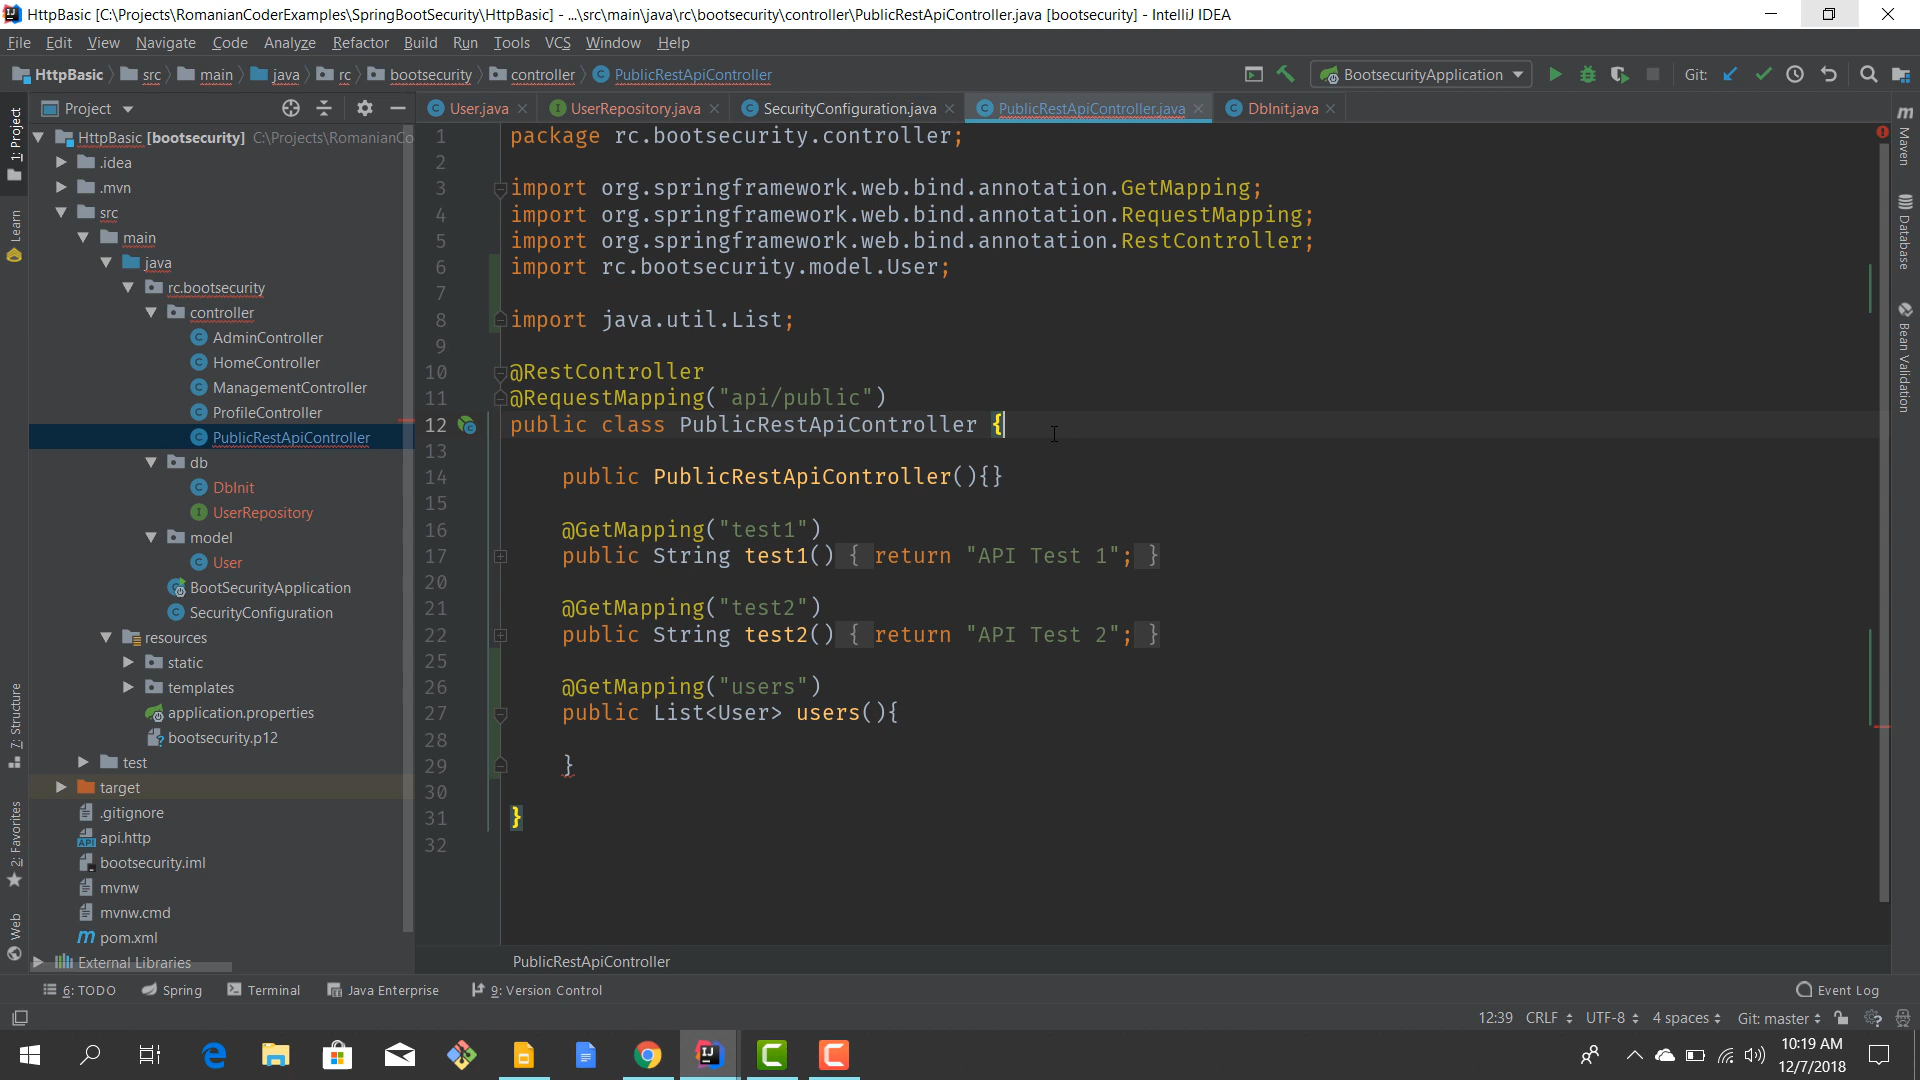 HttpBasic [C:\Projects\RomanianCoderExamples\SpringBootSecurity\HttpBasic] - ...\src\main\java\rc\bootsecurity\controller\PublicRestApiController.java [bootsecurity] - IntelliJ IDEA
File Edit View Navigate Code Analyze Refactor Build Run Tools VCS Window Help
HttpBasic src main java rc bootsecurity controller PublicRestApiController BootsecurityApplication Git:
Project User.java UserRepository.java SecurityConfiguration.java PublicRestApiController.java DbInit.java
1: Project
Learn
7: Structure
2: Favorites
Web
HttpBasic [bootsecurity] C:\Projects\RomanianCo
.idea
.mvn
src
main
java
rc.bootsecurity
controller
AdminController
HomeController
ManagementController
ProfileController
PublicRestApiController
db
DbInit
UserRepository
model
User
BootSecurityApplication
SecurityConfiguration
resources
static
templates
application.properties
bootsecurity.p12
test
target
.gitignore
api.http
bootsecurity.iml
mvnw
mvnw.cmd
pom.xml
External Libraries
1 package rc.bootsecurity.controller;
2
3 import org.springframework.web.bind.annotation.GetMapping;
4 import org.springframework.web.bind.annotation.RequestMapping;
5 import org.springframework.web.bind.annotation.RestController;
6 import rc.bootsecurity.model.User;
7
8 import java.util.List;
9
10 @RestController
11 @RequestMapping("api/public")
12 public class PublicRestApiController {
13
14 public PublicRestApiController(){}
15
16 @GetMapping("test1")
17 public String test1() { return "API Test 1"; }
20
21 @GetMapping("test2")
22 public String test2() { return "API Test 2"; }
25
26 @GetMapping("users")
27 public List<User> users(){
28
29 }
30
31 }
32
Maven
Database
Bean Validation
PublicRestApiController
6: TODO Spring Terminal Java Enterprise 9: Version Control Event Log
12:39 CRLF UTF-8 4 spaces Git: master
10:19 AM
12/7/2018